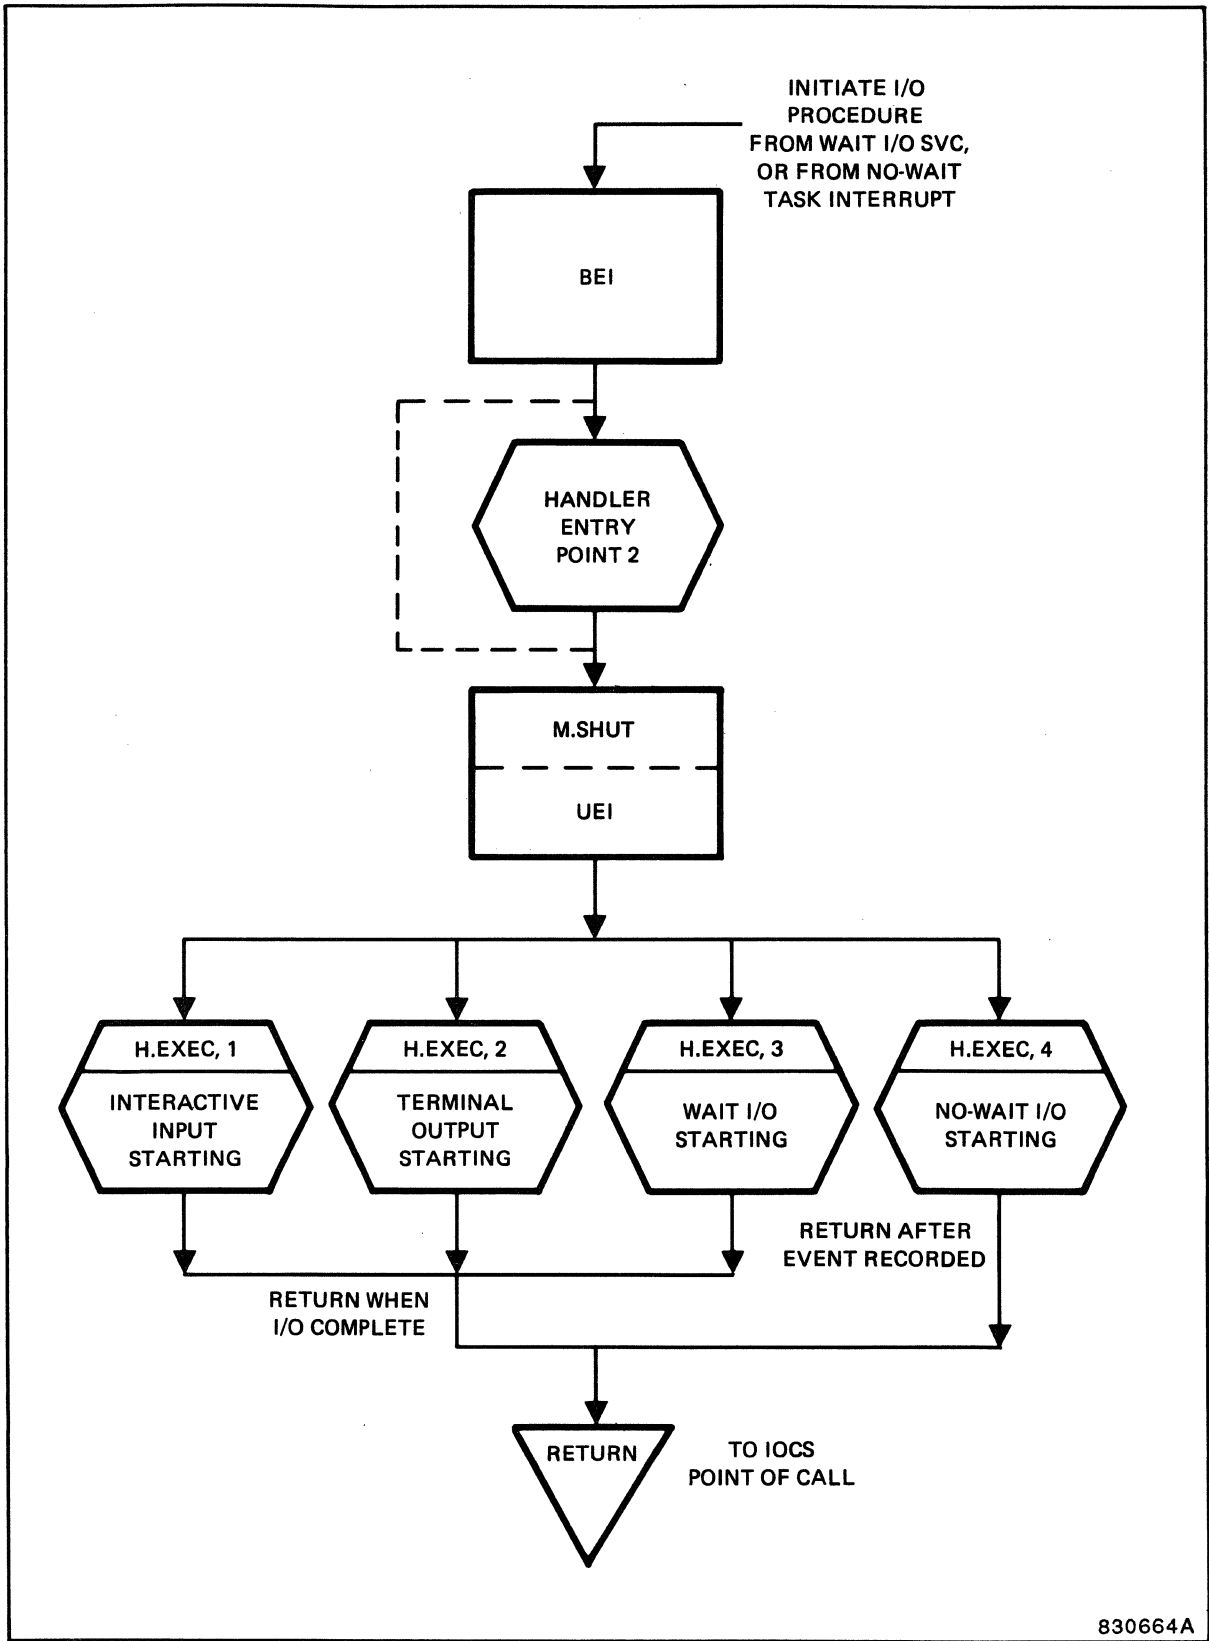 INITIATE I/O
PROCEDURE
FROM WAIT I/O SVC,
OR FROM NO-WAIT
TASK INTERRUPT
BEI
HANDLER
ENTRY
POINT 2
M.SHUT
UEI
H.EXEC, 1
INTERACTIVE
INPUT
STARTING
H.EXEC, 2
TERMINAL
OUTPUT
STARTING
H.EXEC, 3
WAIT I/O
STARTING
H.EXEC, 4
NO-WAIT I/O
STARTING
RETURN AFTER
EVENT RECORDED
RETURN WHEN
I/O COMPLETE
RETURN
TO IOCS
POINT OF CALL
830664A